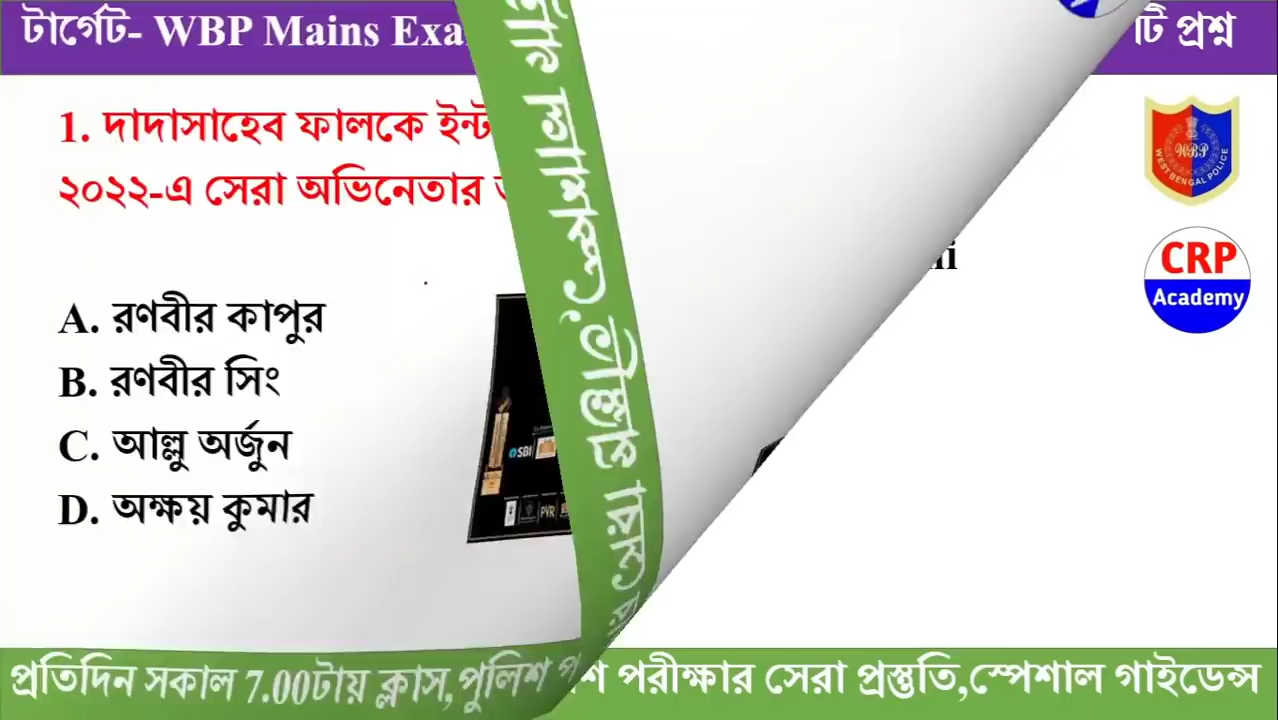 টার্গেট- WBP Mains Exa
টি প্রশ্ন
1. দাদাসাহেব ফালকে
২০২২-এ সেরা অভিনেতার
A. রণবীর কাপুর
B. রণবীর সিং
C. আল্লু অর্জুন
D. অক্ষয় কুমার
SBI
PVR
WBP
WEST BENGAL POLICE
CRP
Academy
প্রতিদিন সকাল 7.00টায় ক্লাস,পুলিশ
পরীক্ষার সেরা প্রস্তুতি,স্পেশাল গাইডেন্স